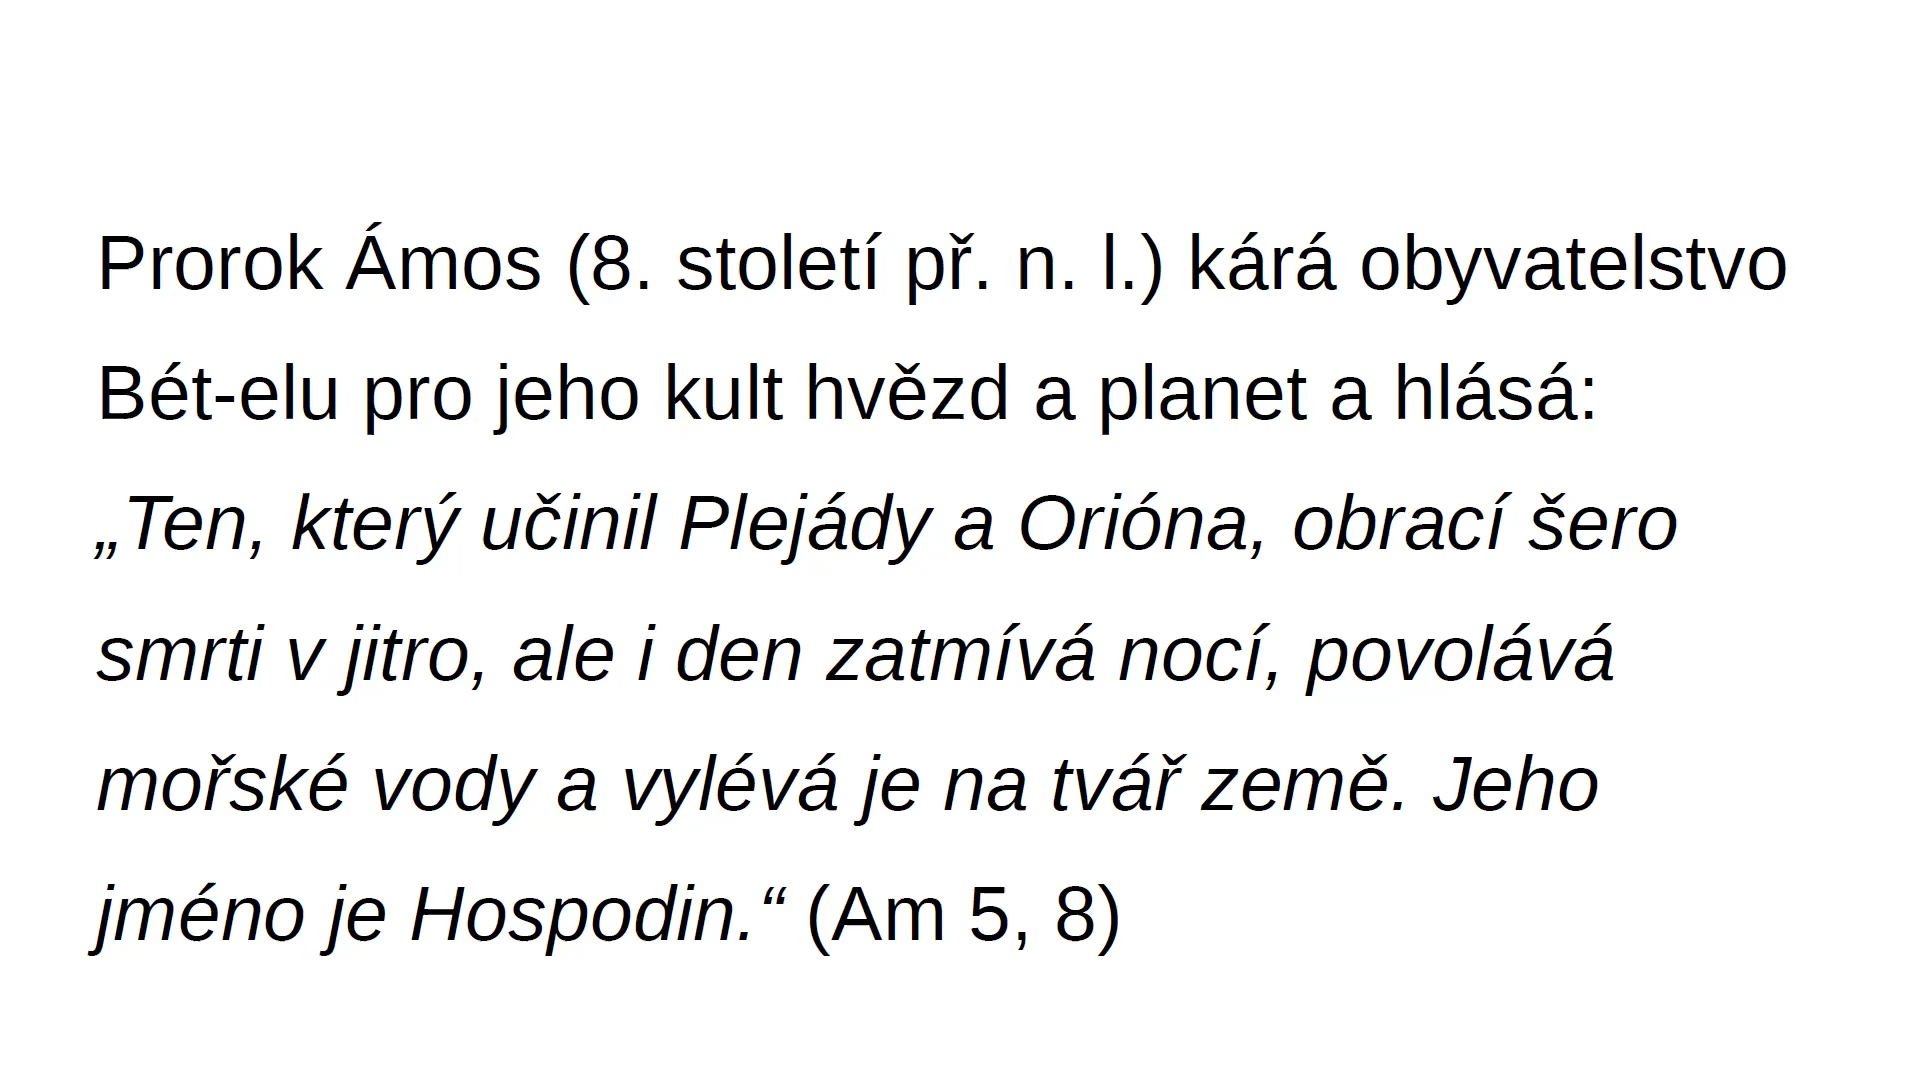 Prorok Ámos (8. století př. n. l.) kárá obyvatelstvo
Bét-elu pro jeho kult hvězd a planet a hlásá:
„Ten, který učinil Plejády a Orióna, obrací šero
smrti v jitro, ale i den zatmívá nocí, povolává
mořské vody a vylévá je na tvář země. Jeho
jméno je Hospodin.“ (Am 5, 8)